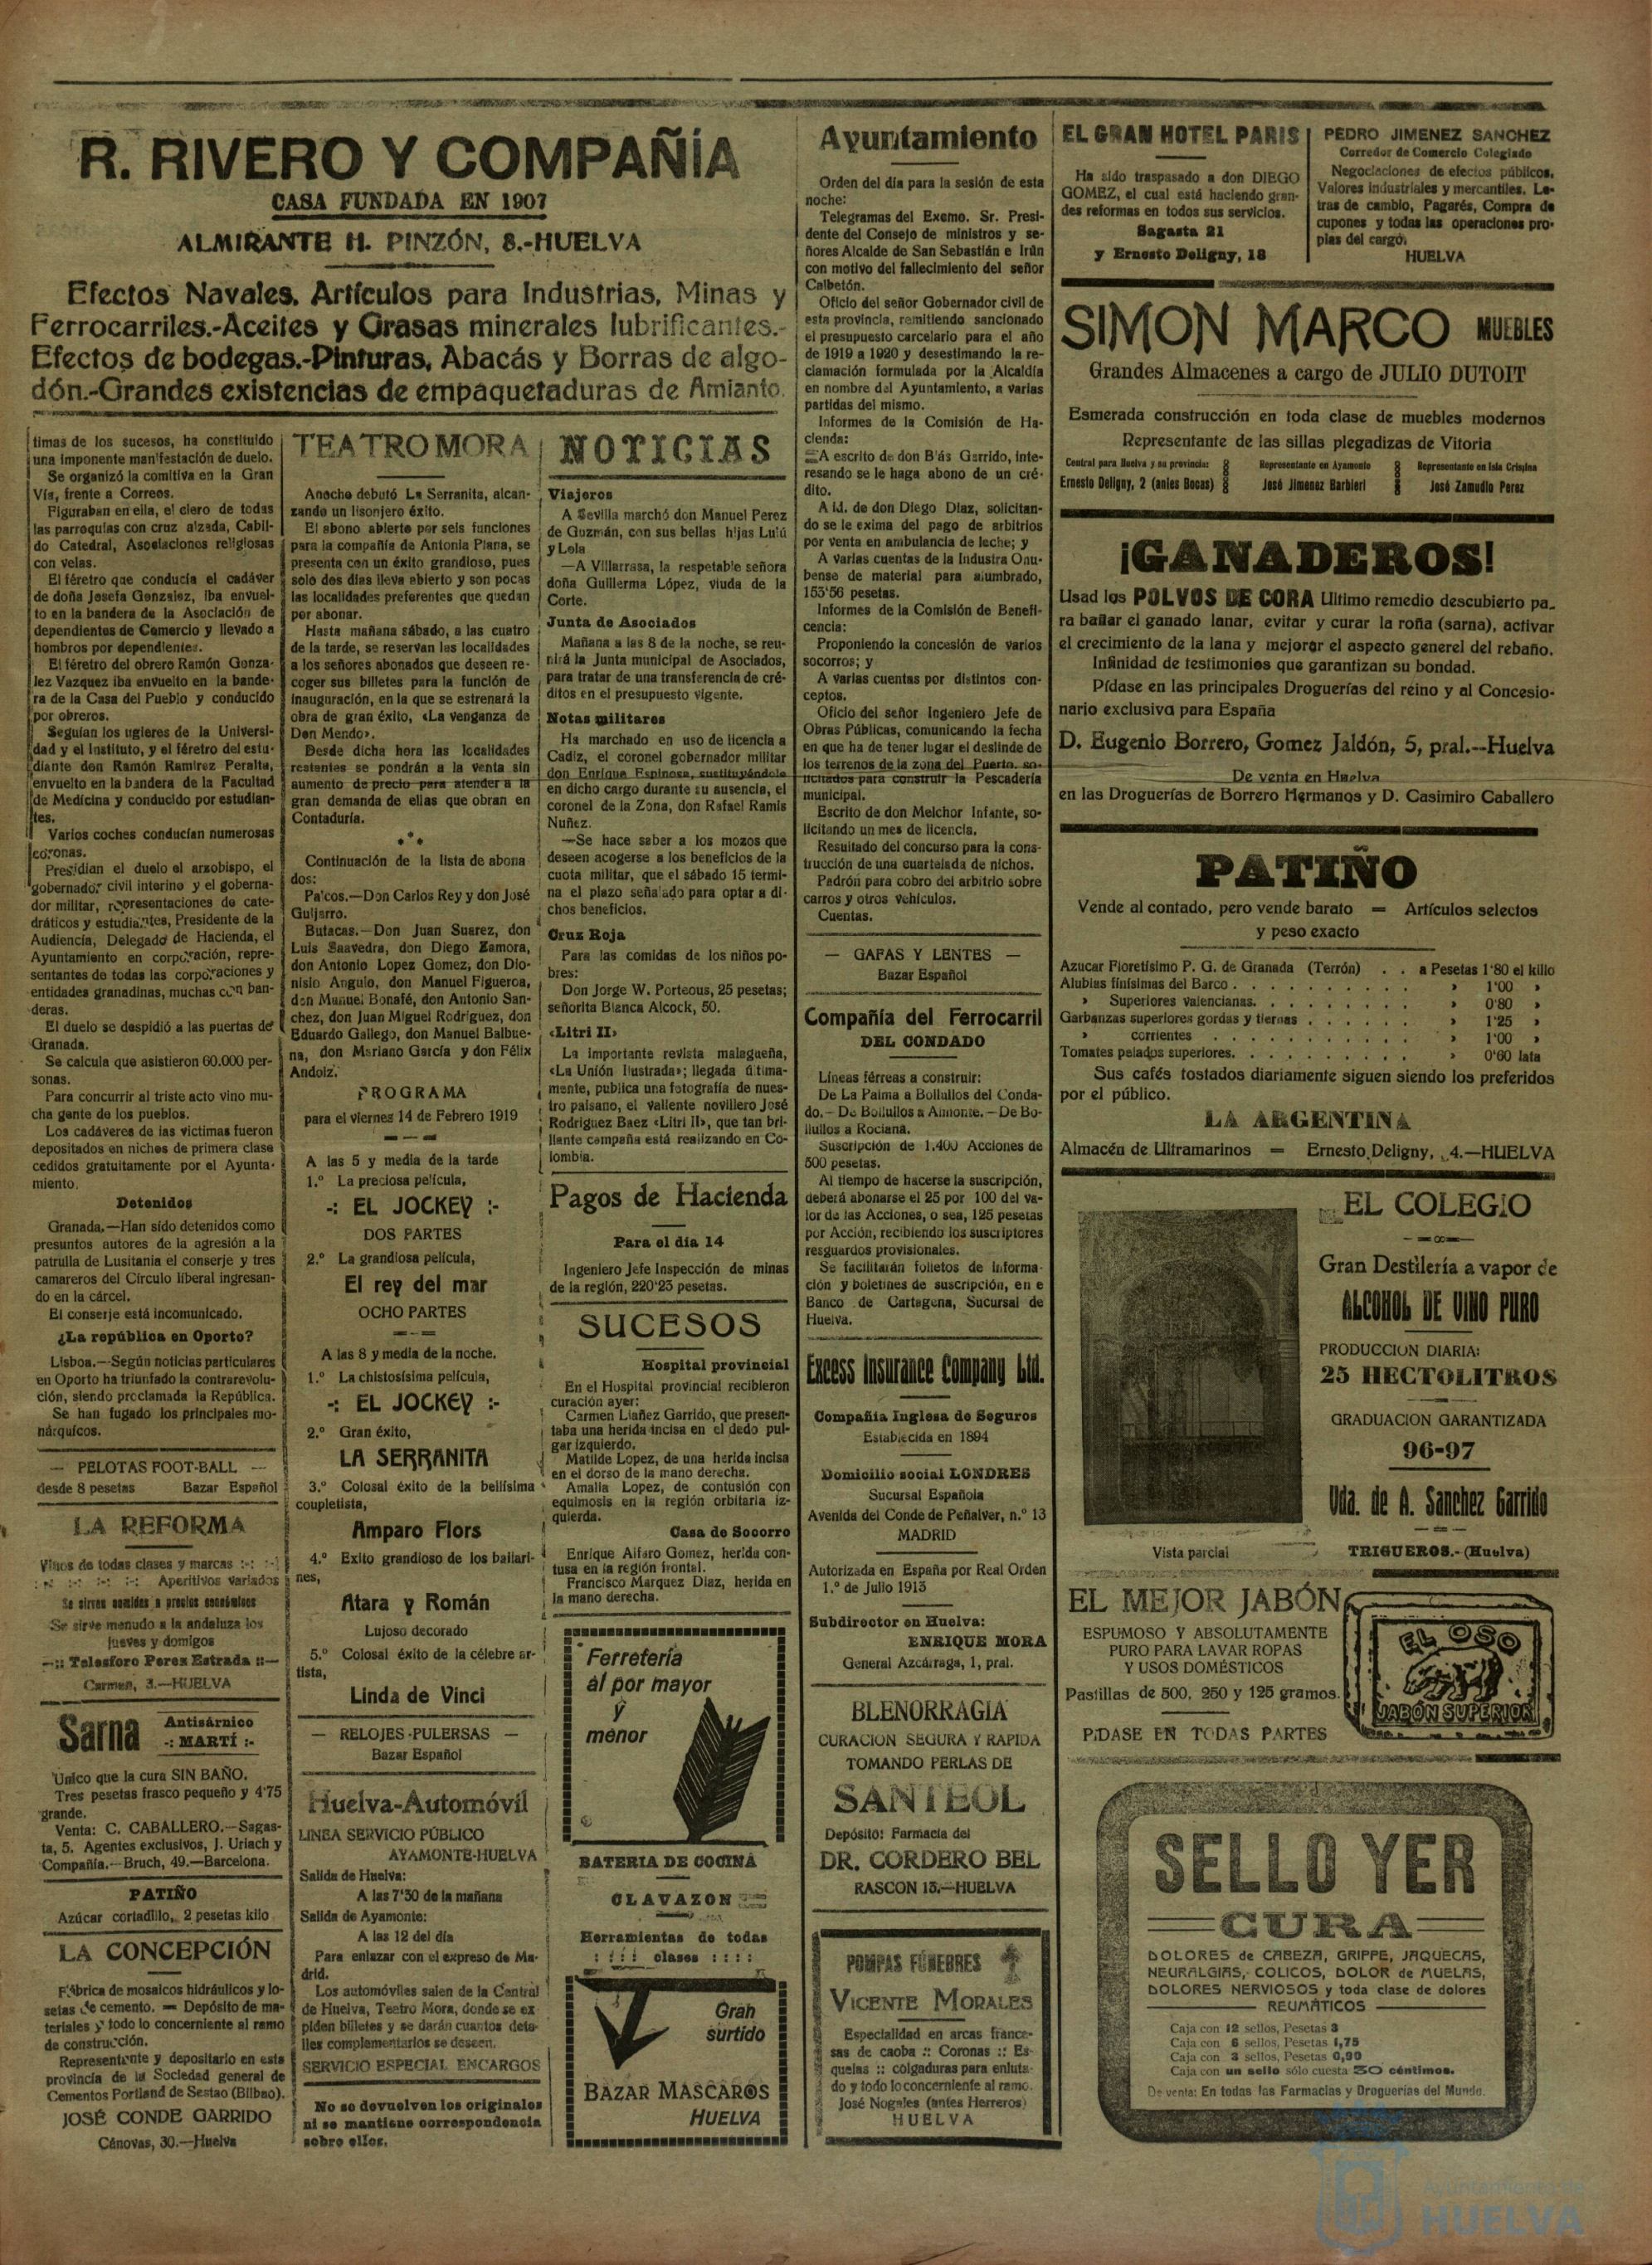 R. RIVERO Y COMPAÑÍA
CASA FUNDADA EN 1907
ALMIRANTE H. PINZÓN, 8.-HUELVA
Efectos Navales. Artículos para Industrias, Minas y
Ferrocarriles.-Aceites y Grasas minerales lubrificantes.-
Efectos de bodegas.-Pinturas, Abacás y Borras de algo-
dón.-Grandes existencias de empaquetaduras de Amianto.
timas de los sucesos, ha constituído
una imponente manifestación de duelo.
Se organizó la comitiva en la Gran
Vía, frente a Correos.
Figuraban en ella, el clero de todas
las parroquias con cruz alzada, Cabil-
do Catedral, Asociaciones religiosas
con velas.
El féretro que conducía el cadáver
de doña Josefa Gonzalez, iba envuel-
to en la bandera de la Asociación de
dependientes de Comercio y llevado a
hombros por dependientes.
El féretro del obrero Ramón Gonza-
lez Vazquez iba envuelto en la bande-
ra de la Casa del Pueblo y conducido
por obreros.
Seguían los ugieres de la Universi-
dad y el Instituto, y el féretro del estu-
diante don Ramón Ramirez Peralta,
envuelto en la bandera de la Facultad
de Medicina y conducido por estudian-
tes.
Varios coches conducían numerosas
coronas.
Presidian el duelo el arzobispo, el
gobernador civil interino y el goberna-
dor militar, representaciones de cate-
dráticos y estudiantes, Presidente de la
Audiencia, Delegado de Hacienda, el
Ayuntamiento en corporación, repre-
sentantes de todas las corporaciones y
entidades granadinas, muchas con ban-
deras.
El duelo se despidió a las puertas de
Granada.
Se calcula que asistieron 60.000 per-
sonas.
Para concurrir al triste acto vino mu-
cha gente de los pueblos.
Los cadáveres de las víctimas fueron
depositados en niches de primera clase
cedidos gratuitamente por el Ayunta-
miento.
Detenidos
Granada.—Han sido detenidos como
presuntos autores de la agresión a la
patrulla de Lusitania el conserje y tres
camareros del Círculo liberal ingresan-
do en la cárcel.
El conserje está incomunicado.
¿La república en Oporto?
Lisboa.—Según noticias particulares
en Oporto ha triunfado la contrarevolu-
ción, siendo proclamada la República.
Se han fugado los principales mo-
nárquicos.
— PELOTAS FOOT-BALL —
desde 8 pesetas Bazar Español
LA REFORMA
Vinos de todas clases y marcas :-: :-:
:-: :-: :-: :-: Aperitivos variados
Se sirven comidas a precios económicos
Se sirve menudo a la andaluza los
jueves y domigos
—:: Telesforo Perez Estrada ::—
Carmen, 3.—HUELVA
Sarna Antisárnico
-: MARTÍ :-
Unico que la cura SIN BAÑO.
Tres pesetas frasco pequeño y 4'75
grande.
Venta: C. CABALLERO.—Sagas-
ta, 5. Agentes exclusivos, J. Uriach y
Compañía.—Bruch, 49.—Barcelona.
PATIÑO
Azúcar cortadillo, 2 pesetas kilo
LA CONCEPCIÓN
Fábrica de mosaicos hidráulicos y lo-
setas de cemento. — Depósito de ma-
teriales y todo lo concerniente al ramo
de construcción.
Representante y depositario en esta
provincia de la Sociedad general de
Cementos Portland de Sestao (Bilbao).
JOSÉ CONDE GARRIDO
Cánovas, 30.—Huelva
TEATRO MORA
Anoche debutó La Serranita, alcan-
zando un lisonjero éxito.
El abono abierto por seis funciones
para la compañía de Antonia Plana, se
presenta con un éxito grandioso, pues
solo dos días lleva abierto y son pocas
las localidades preferentes que quedan
por abonar.
Hasta mañana sábado, a las cuatro
de la tarde, se reservan las localidades
a los señores abonados que deseen re-
coger sus billetes para la función de
inauguración, en la que se estrenará la
obra de gran éxito, «La venganza de
Don Mendo».
Desde dicha hora las localidades
restantes se pondrán a la venta sin
aumento de precio para atender a la
gran demanda de ellas que obran en
Contaduría.
Continuación de la lista de abona
dos:
Palcos.—Don Carlos Rey y don José
Guijarro.
Butacas.—Don Juan Suarez, don
Luis Saavedra, don Diego Zamora,
don Antonio Lopez Gomez, don Dio-
nisio Angulo, don Manuel Figueroa,
don Manuel Bonafé, don Antonio San-
chez, don Juan Miguel Rodriguez, don
Eduardo Gallego, don Manuel Balbue-
na, don Mariano García y don Félix
Andolz.
PROGRAMA
para el viernes 14 de Febrero 1919
A las 5 y media de la tarde
1.º La preciosa película,
-: EL JOCKEY :-
DOS PARTES
2.º La grandiosa película,
El rey del mar
OCHO PARTES
A las 8 y media de la noche.
1.º La chistosísima película,
-: EL JOCKEY :-
2.º Gran éxito,
LA SERRANITA
3.º Colosal éxito de la bellísima
coupletista,
Amparo Flors
4.º Exito grandioso de los bailari-
nes,
Atara y Román
Lujoso decorado
5.º Colosal éxito de la célebre ar-
tista,
Linda de Vinci
— RELOJES-PULERSAS —
Bazar Español
Huelva-Automóvil
LINEA SERVICIO PÚBLICO
AYAMONTE-HUELVA
Salida de Huelva:
A las 7'30 de la mañana
Salida de Ayamonte:
A las 12 del día
Para enlazar con el expreso de Ma-
drid.
Los automóviles salen de la Central
de Huelva, Teatro Mora, donde se ex
piden billetes y se darán cuantos deta-
lles complementarios se deseen.
SERVICIO ESPECIAL ENCARGOS
No se devuelven los originales
ni se mantiene correspondencia
sobre ellos.
NOTICIAS
Viajeros
A Sevilla marchó don Manuel Perez
de Guzmán, con sus bellas hijas Lulú
y Lola
—A Villarrasa, la respetable señora
doña Guillerma López, viuda de la
Corte.
Junta de Asociados
Mañana a las 8 de la noche, se reu-
nirá la Junta municipal de Asociados,
para tratar de una transferencia de cré-
ditos en el presupuesto vigente.
Notas militares
Ha marchado en uso de licencia a
Cadiz, el coronel gobernador militar
don Enrique Espinosa, sustituyéndole
en dicho cargo durante su ausencia, el
coronel de la Zona, don Rafael Ramis
Nuñez.
—Se hace saber a los mozos que
deseen acogerse a los beneficios de la
cuota militar, que el sábado 15 termi-
na el plazo señalado para optar a di-
chos beneficios.
Cruz Roja
Para las comidas de los niños po-
bres:
Don Jorge W. Porteous, 25 pesetas;
señorita Bianca Alcock, 50.
«Litri II»
La importante revista malagueña,
«La Unión Ilustrada»; llegada última-
mente, publica una fotografía de nues-
tro paisano, el valiente novillero José
Rodriguez Baez «Litri II», que tan bri-
llante campaña está realizando en Co-
lombia.
Pagos de Hacienda
Para el día 14
Ingeniero Jefe Inspección de minas
de la región, 220'23 pesetas.
SUCESOS
Hospital provincial
En el Hospital provincial recibieron
curación ayer:
Carmen Liañez Garrido, que presen-
taba una herida incisa en el dedo pul-
gar izquierdo.
Matilde Lopez, de una herida incisa
en el dorso de la mano derecha.
Amalia Lopez, de contusión con
equimosis en la región orbitaria iz-
quierda.
Casa de Socorro
Enrique Alfaro Gomez, herida con-
tusa en la región frontal.
Francisco Marquez Diaz, herida en
la mano derecha.
Ferretería
al por mayor
y
menor
BATERIA DE COCINA
CLAVAZON
Herramientas de todas
: : : : clases : : : :
Gran
surtido
BAZAR MASCARÓS
HUELVA
Ayuntamiento
Orden del día para la sesión de esta
noche:
Telegramas del Exemo. Sr. Presi-
dente del Consejo de ministros y se-
ñores Alcalde de San Sebastián e Irún
con motivo del fallecimiento del señor
Calbetón.
Oficio del señor Gobernador civil de
esta provincia, remitiendo sancionado
el presupuesto carcelario para el año
de 1919 a 1920 y desestimando la re-
clamación formulada por la Alcaldía
en nombre del Ayuntamiento, a varias
partidas del mismo.
Informes de la Comisión de Ha-
cienda:
A escrito de don Blás Garrido, inte-
resando se le haga abono de un cré-
dito.
A id. de don Diego Diaz, solicitan-
do se le exima del pago de arbitrios
por venta en ambulancia de leche; y
A varias cuentas de la Industra Onu-
bense de material para alumbrado,
153'56 pesetas.
Informes de la Comisión de Benefi-
cencia:
Proponiendo la concesión de varios
socorros; y
A varias cuentas por distintos con-
ceptos.
Oficio del señor Ingeniero Jefe de
Obras Públicas, comunicando la fecha
en que ha de tener lugar el deslinde de
los terrenos de la zona del Puerto, so-
licitados para construir la Pescadería
municipal.
Escrito de don Melchor Infante, so-
licitando un mes de licencia.
Resultado del concurso para la cons-
trucción de una cuartelada de nichos.
Padrón para cobro del arbitrio sobre
carros y otros vehículos.
Cuentas.
— GAFAS Y LENTES —
Bazar Español
Compañía del Ferrocarril
DEL CONDADO
Líneas férreas a construir:
De La Palma a Bollullos del Conda-
do.—De Bollullos a Almonte.—De Bo-
llullos a Rociana.
Suscripción de 1.400 Acciones de
500 pesetas.
Al tiempo de hacerse la suscripción,
deberá abonarse el 25 por 100 del va-
lor de las Acciones, o sea, 125 pesetas
por Acción, recibiendo los suscriptores
resguardos provisionales.
Se facilitarán folletos de informa-
ción y boletines de suscripción, en e
Banco de Cartagena, Sucursal de
Huelva.
Excess Insurance Company Ltd.
Compañía Inglesa de Seguros
Establecida en 1894
Domicilio social LONDRES
Sucursal Española
Avenida del Conde de Peñalver, n.º 13
MADRID
Autorizada en España por Real Orden
1.º de Julio 1913
Subdirector en Huelva:
ENRIQUE MORA
General Azcárraga, 1, pral.
BLENORRAGIA
CURACION SEGURA Y RAPIDA
TOMANDO PERLAS DE
SANTEOL
Depósito: Farmacia del
DR. CORDERO BEL
RASCON 13.—HUELVA
POMPAS FÚNEBRES
VICENTE MORALES
Especialidad en arcas france-
sas de caoba :: Coronas :: Es-
quelas :: colgaduras para enluta-
do y todo lo concerniente al ramo.
José Nogales (antes Herreros)
HUELVA
EL GRAN HOTEL PARIS
Ha sido traspasado a don DIEGO
GOMEZ, el cual está haciendo gran-
des reformas en todos sus servicios.
Sagasta 21
y Ernesto Deligny, 18
PEDRO JIMENEZ SANCHEZ
Corredor de Comercio Colegiado
Negociaciones de efectos públicos.
Valores industriales y mercantiles. Le-
tras de cambio, Pagarés, Compra de
cupones y todas las operaciones pro-
pias del cargo.
HUELVA
SIMON MARCO MUEBLES
Grandes Almacenes a cargo de JULIO DUTOIT
Esmerada construcción en toda clase de muebles modernos
Representante de las sillas plegadizas de Vitoria
Central para Huelva y su provincia:
Ernesto Deligny, 2 (antes Bocas)
Representante en Ayamonte
José Jimenez Barbieri
Representante en Isla Cristina
José Zamudio Perez
¡GANADEROS!
Usad los POLVOS DE CORA Ultimo remedio descubierto pa-
ra bañar el ganado lanar, evitar y curar la roña (sarna), activar
el crecimiento de la lana y mejorar el aspecto generel del rebaño.
Infinidad de testimonios que garantizan su bondad.
Pídase en las principales Droguerías del reino y al Concesio-
nario exclusiva para España
D. Eugenio Borrero, Gomez Jaldón, 5, pral.--Huelva
De venta en Huelva
en las Droguerías de Borrero Hermanos y D. Casimiro Caballero
PATIÑO
Vende al contado, pero vende barato = Artículos selectos
y peso exacto
Azucar Floretísimo P. G. de Granada (Terrón) . . a Pesetas 1'80 el kilo
Alubias finísimas del Barco . . . . . . . . . . » 1'00 »
» Superiores Valencianas. . . . . . . . . » 0'80 »
Garbanzas superiores gordas y tiernas . . . . . . » 1'25 »
» corrientes . . . . . . . . . . » 1'00 »
Tomates pelados superiores. . . . . . . . . . » 0'60 lata
Sus cafés tostados diariamente siguen siendo los preferidos
por el público.
LA ARGENTINA
Almacén de Ultramarinos = Ernesto Deligny, 4.—HUELVA
Vista parcial
EL COLEGIO
Gran Destilería a vapor de
ALCOHOL DE VINO PURO
PRODUCCION DIARIA:
25 HECTOLITROS
GRADUACION GARANTIZADA
96-97
Vda. de A. Sanchez Garrido
TRIGUEROS.-(Huelva)
EL MEJOR JABÓN
ESPUMOSO Y ABSOLUTAMENTE
PURO PARA LAVAR ROPAS
Y USOS DOMÉSTICOS
Pastillas de 500, 250 y 125 gramos.
PIDASE EN TODAS PARTES
EL OSO
JABÓN SUPERIOR
SELLO YER
CURA
DOLORES de CABEZA, GRIPPE, JAQUECAS,
NEURALGIAS, COLICOS, DOLOR de MUELAS,
DOLORES NERVIOSOS y toda clase de dolores
REUMÁTICOS
Caja con 12 sellos, Pesetas 3
Caja con 6 sellos, Pesetas 1,75
Caja con 3 sellos, Pesetas 0,90
Caja con un sello sólo cuesta 30 céntimos.
De venta: En todas las Farmacias y Droguerias del Mundo.
Ayuntamiento de
HUELVA